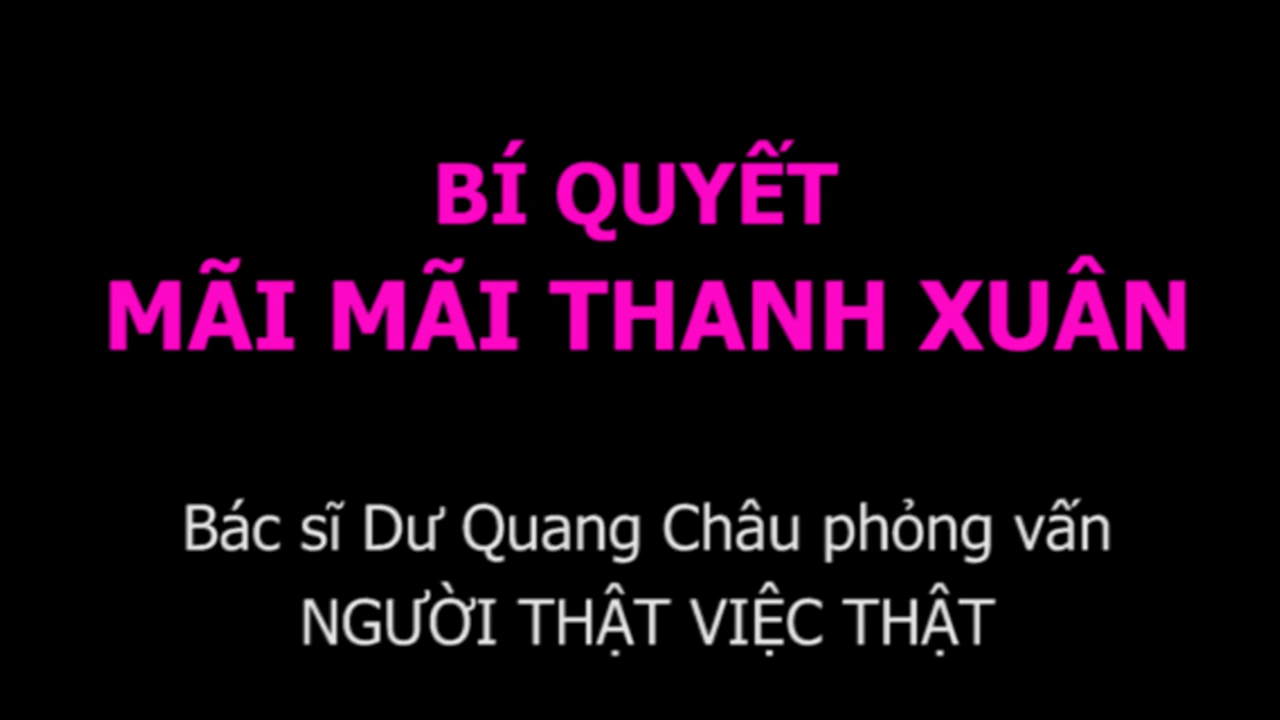 BÍ QUYẾT
MÃI MÃI THANH XUÂN
Bác sĩ Dư Quang Châu phỏng vấn
NGƯỜI THẬT VIỆC THẬT